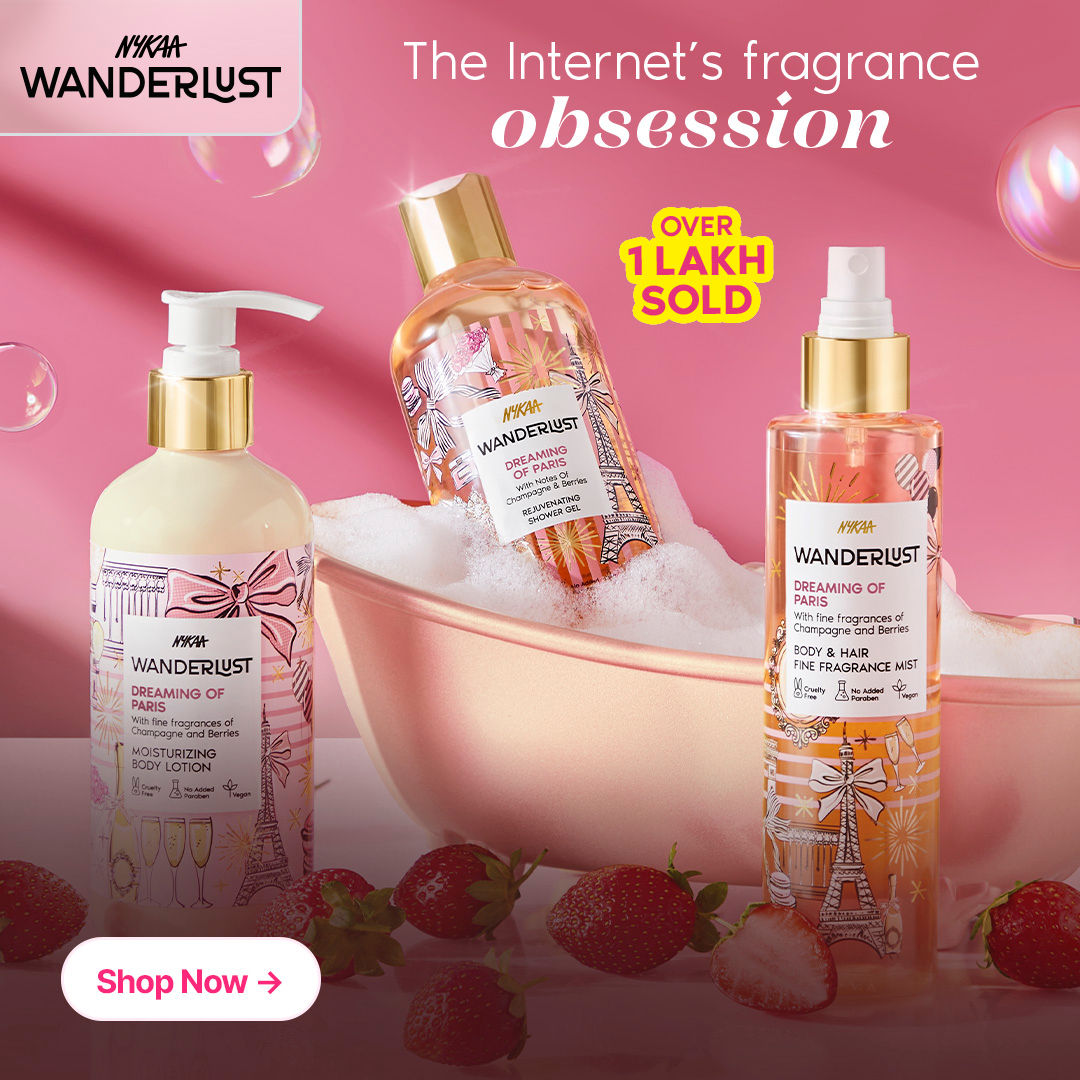 NYKAA
WANDERLUST
The Internet's fragrance
obsession
OVER
1 LAKH
SOLD
NYKAA
WANDERLUST
DREAMING
OF PARIS
With Notes Of
Champagne & Berries
REJUVENATING
SHOWER GEL
NYKAA
WANDERLUST
DREAMING OF
PARIS
With fine fragrances of
Champagne and Berries
BODY & HAIR
FINE FRAGRANCE MIST
Cruelty
Free
No Added
Paraben
Vegan
NYKAA
WANDERLUST
DREAMING OF
PARIS
With fine fragrances of
Champagne and Berries
MOISTURIZING
BODY LOTION
Cruelty
Free
No Added
Paraben
Vegan
Shop Now →